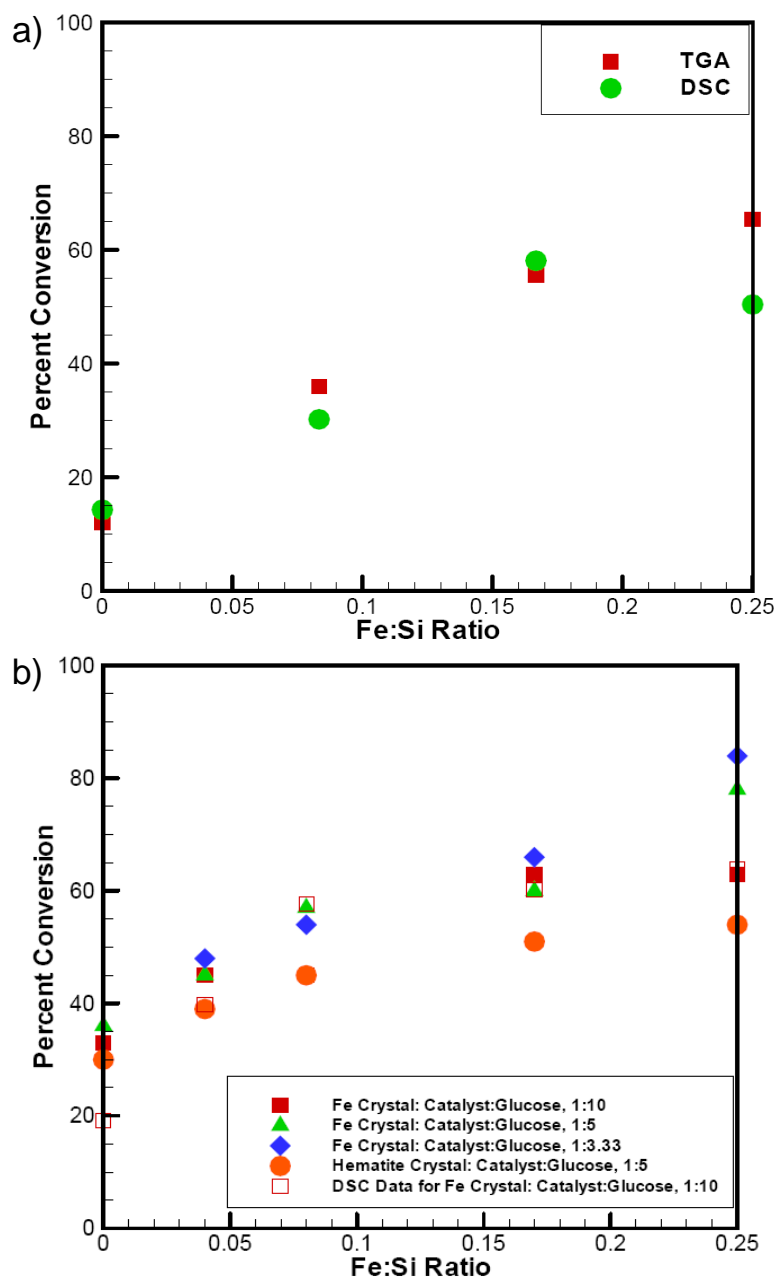 a)
100
80
60
40
20
0
Percent Conversion
TGA
DSC
0 0.05 0.1 0.15 0.2 0.25
Fe:Si Ratio
b)
100
80
60
40
20
0
Percent Conversion
Fe Crystal: Catalyst:Glucose, 1:10
Fe Crystal: Catalyst:Glucose, 1:5
Fe Crystal: Catalyst:Glucose, 1:3.33
Hematite Crystal: Catalyst:Glucose, 1:5
DSC Data for Fe Crystal: Catalyst:Glucose, 1:10
0 0.05 0.1 0.15 0.2 0.25
Fe:Si Ratio